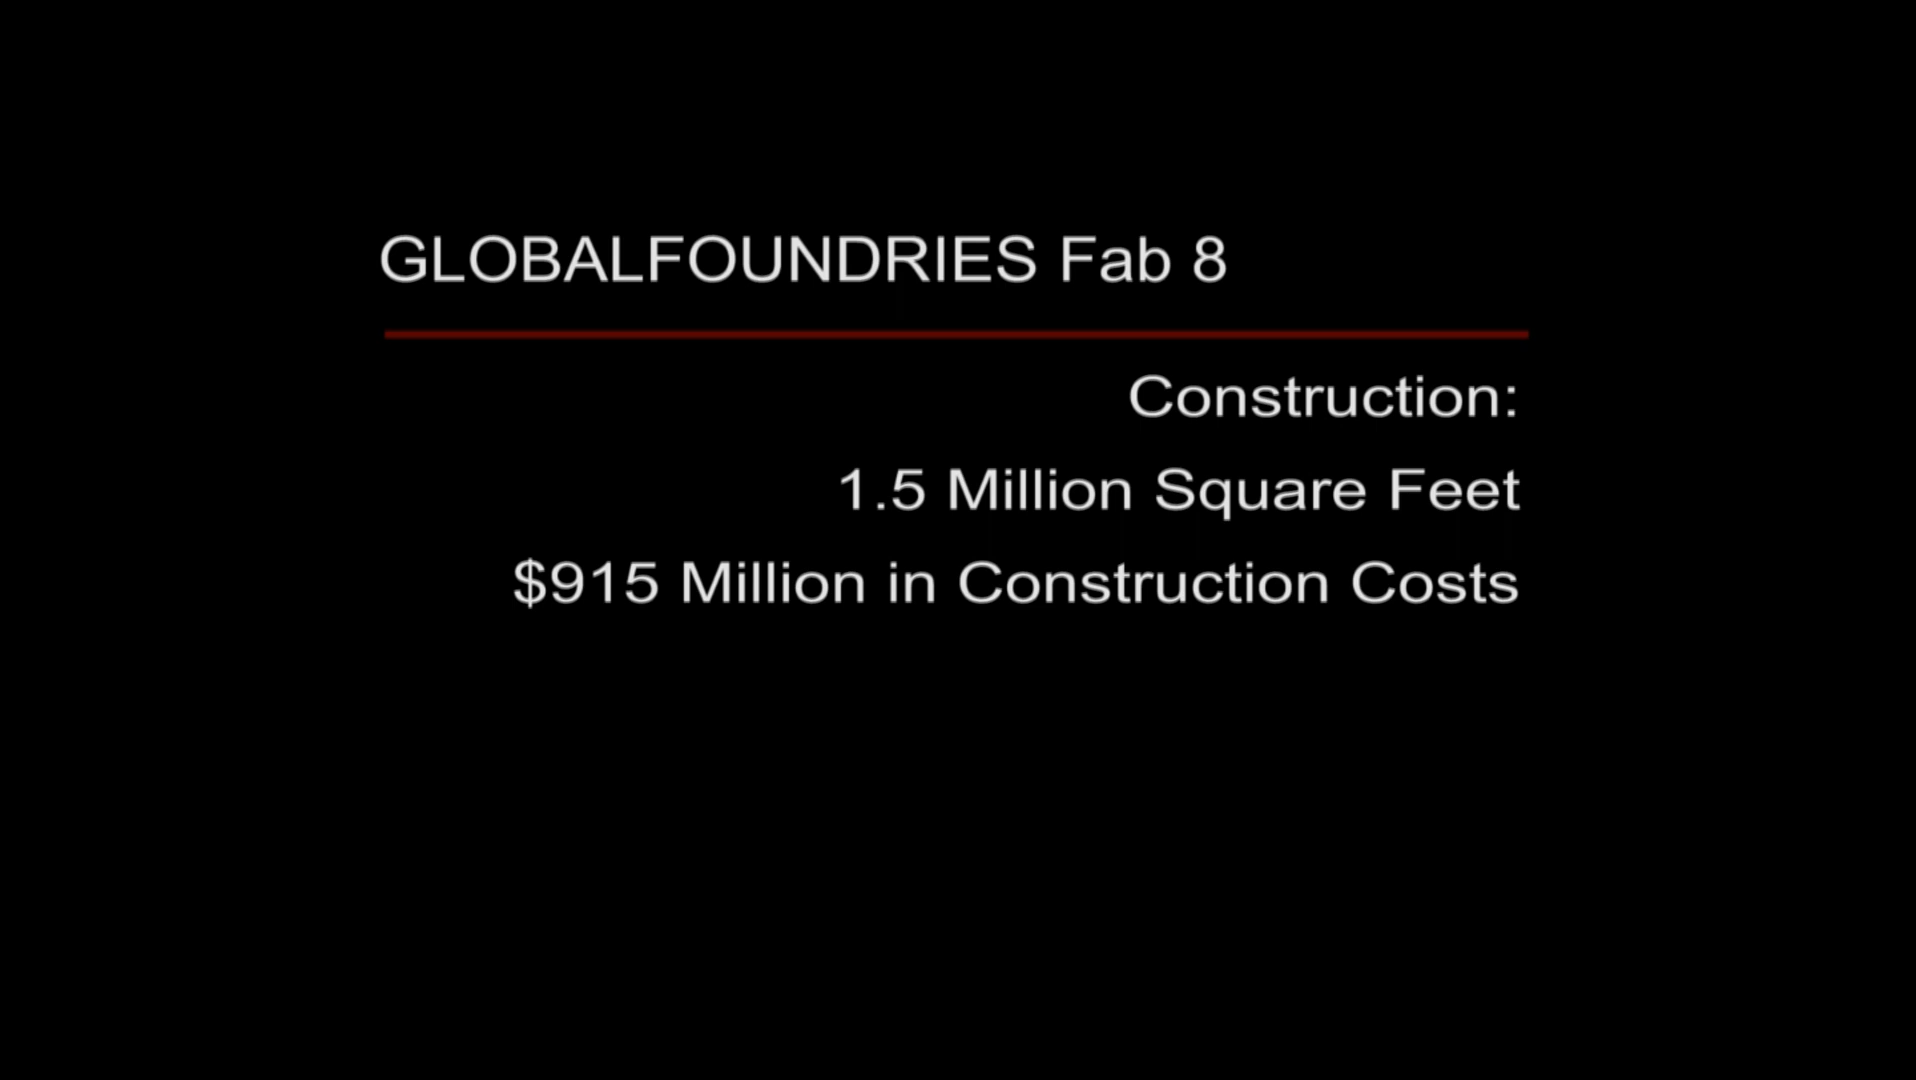 GLOBALFOUNDRIES Fab 8
Construction:
1.5 Million Square Feet
$915 Million in Construction Costs